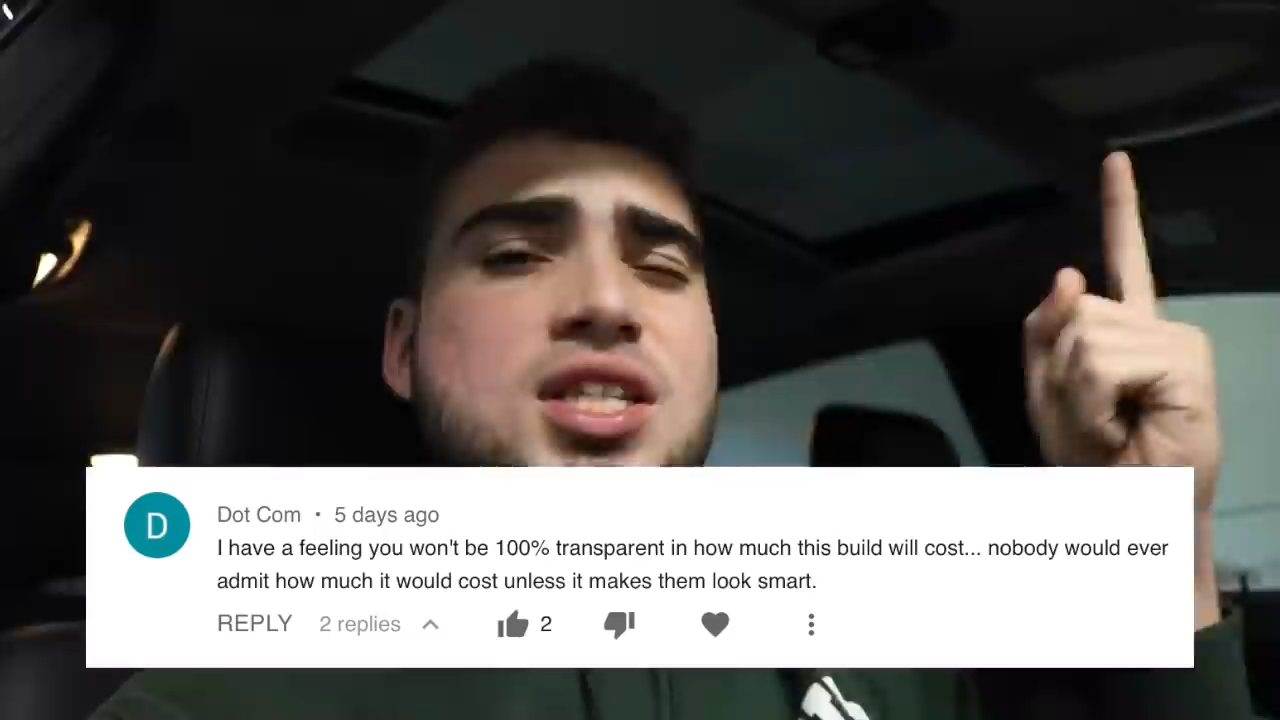 D
Dot Com • 5 days ago
I have a feeling you won't be 100% transparent in how much this build will cost... nobody would ever
admit how much it would cost unless it makes them look smart.
REPLY 2 replies 2